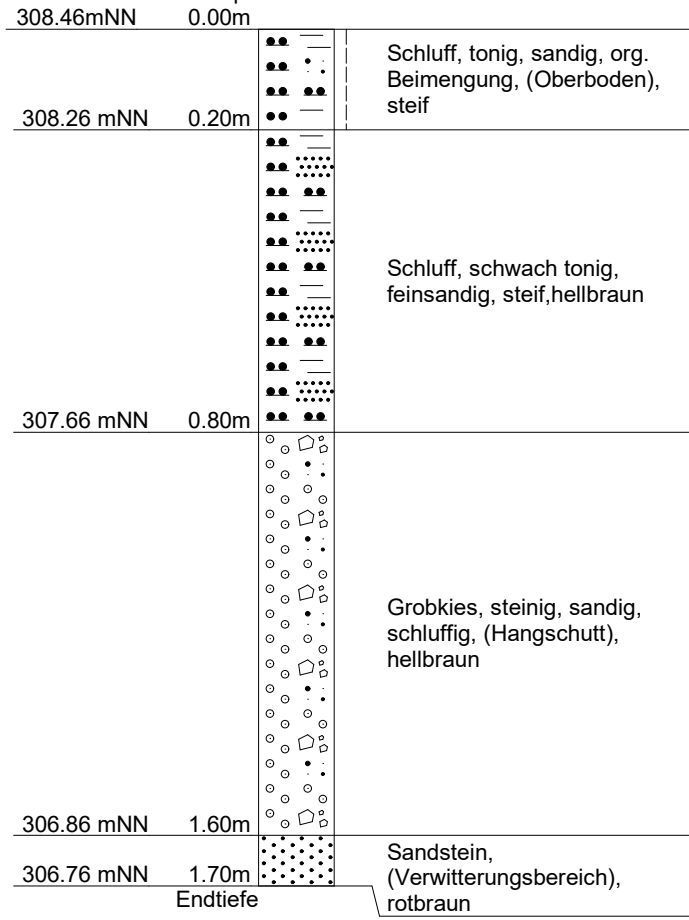 308.46mNN 0.00m
Schluff, tonig, sandig, org.
Beimengung, (Oberboden),
steif
308.26 mNN 0.20m
Schluff, schwach tonig,
feinsandig, steif,hellbraun
307.66 mNN 0.80m
Grobkies, steinig, sandig,
schluffig, (Hangschutt),
hellbraun
306.86 mNN 1.60m
Sandstein,
(Verwitterungsbereich),
rotbraun
306.76 mNN 1.70m
Endtiefe